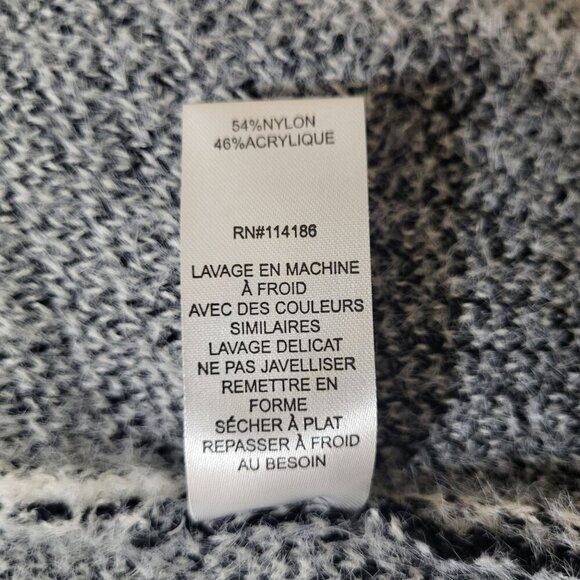 54%NYLON
46%ACRYLIQUE
RN#114186
LAVAGE EN MACHINE
À FROID
AVEC DES COULEURS
SIMILAIRES
LAVAGE DELICAT
NE PAS JAVELLISER
REMETTRE EN
FORME
SÉCHER À PLAT
REPASSER À FROID
AU BESOIN